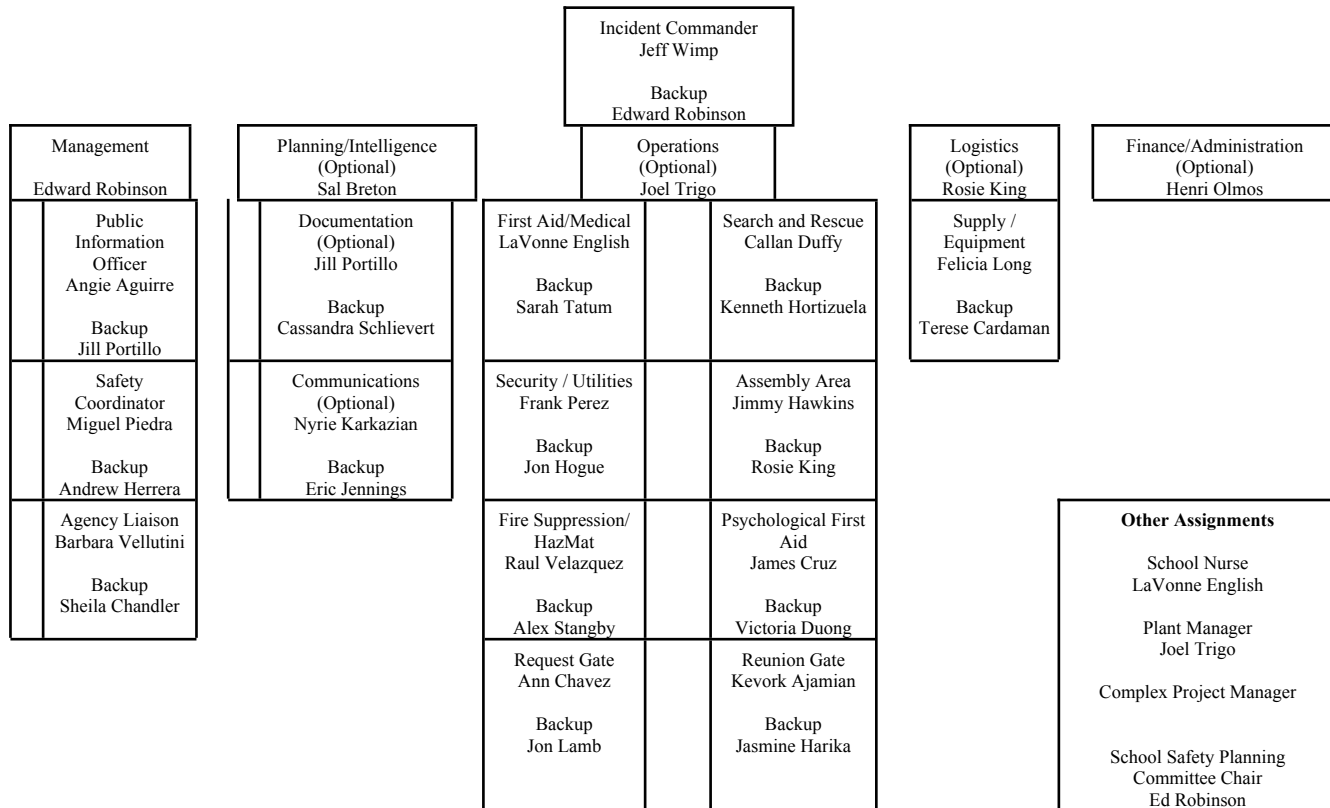 Incident Commander
Jeff Wimp
Backup
Edward Robinson
Management
Edward Robinson
Planning/Intelligence
(Optional)
Sal Breton
Operations
(Optional)
Joel Trigo
Logistics
(Optional)
Rosie King
Finance/Administration
(Optional)
Henri Olmos
Public
Information
Officer
Angie Aguirre
Backup
Jill Portillo
Documentation
(Optional)
Jill Portillo
Backup
Cassandra Schlievert
First Aid/Medical
LaVonne English
Backup
Sarah Tatum
Search and Rescue
Callan Duffy
Backup
Kenneth Hortizuela
Supply /
Equipment
Felicia Long
Backup
Terese Cardaman
Safety
Coordinator
Miguel Piedra
Backup
Andrew Herrera
Communications
(Optional)
Nyrie Karkazian
Backup
Eric Jennings
Security / Utilities
Frank Perez
Backup
Jon Hogue
Assembly Area
Jimmy Hawkins
Backup
Rosie King
Agency Liaison
Barbara Vellutini
Backup
Sheila Chandler
Fire Suppression/
HazMat
Raul Velazquez
Backup
Alex Stangby
Psychological First
Aid
James Cruz
Backup
Victoria Duong
Request Gate
Ann Chavez
Backup
Jon Lamb
Reunion Gate
Kevork Ajamian
Backup
Jasmine Harika
Other Assignments
School Nurse
LaVonne English
Plant Manager
Joel Trigo
Complex Project Manager
School Safety Planning
Committee Chair
Ed Robinson